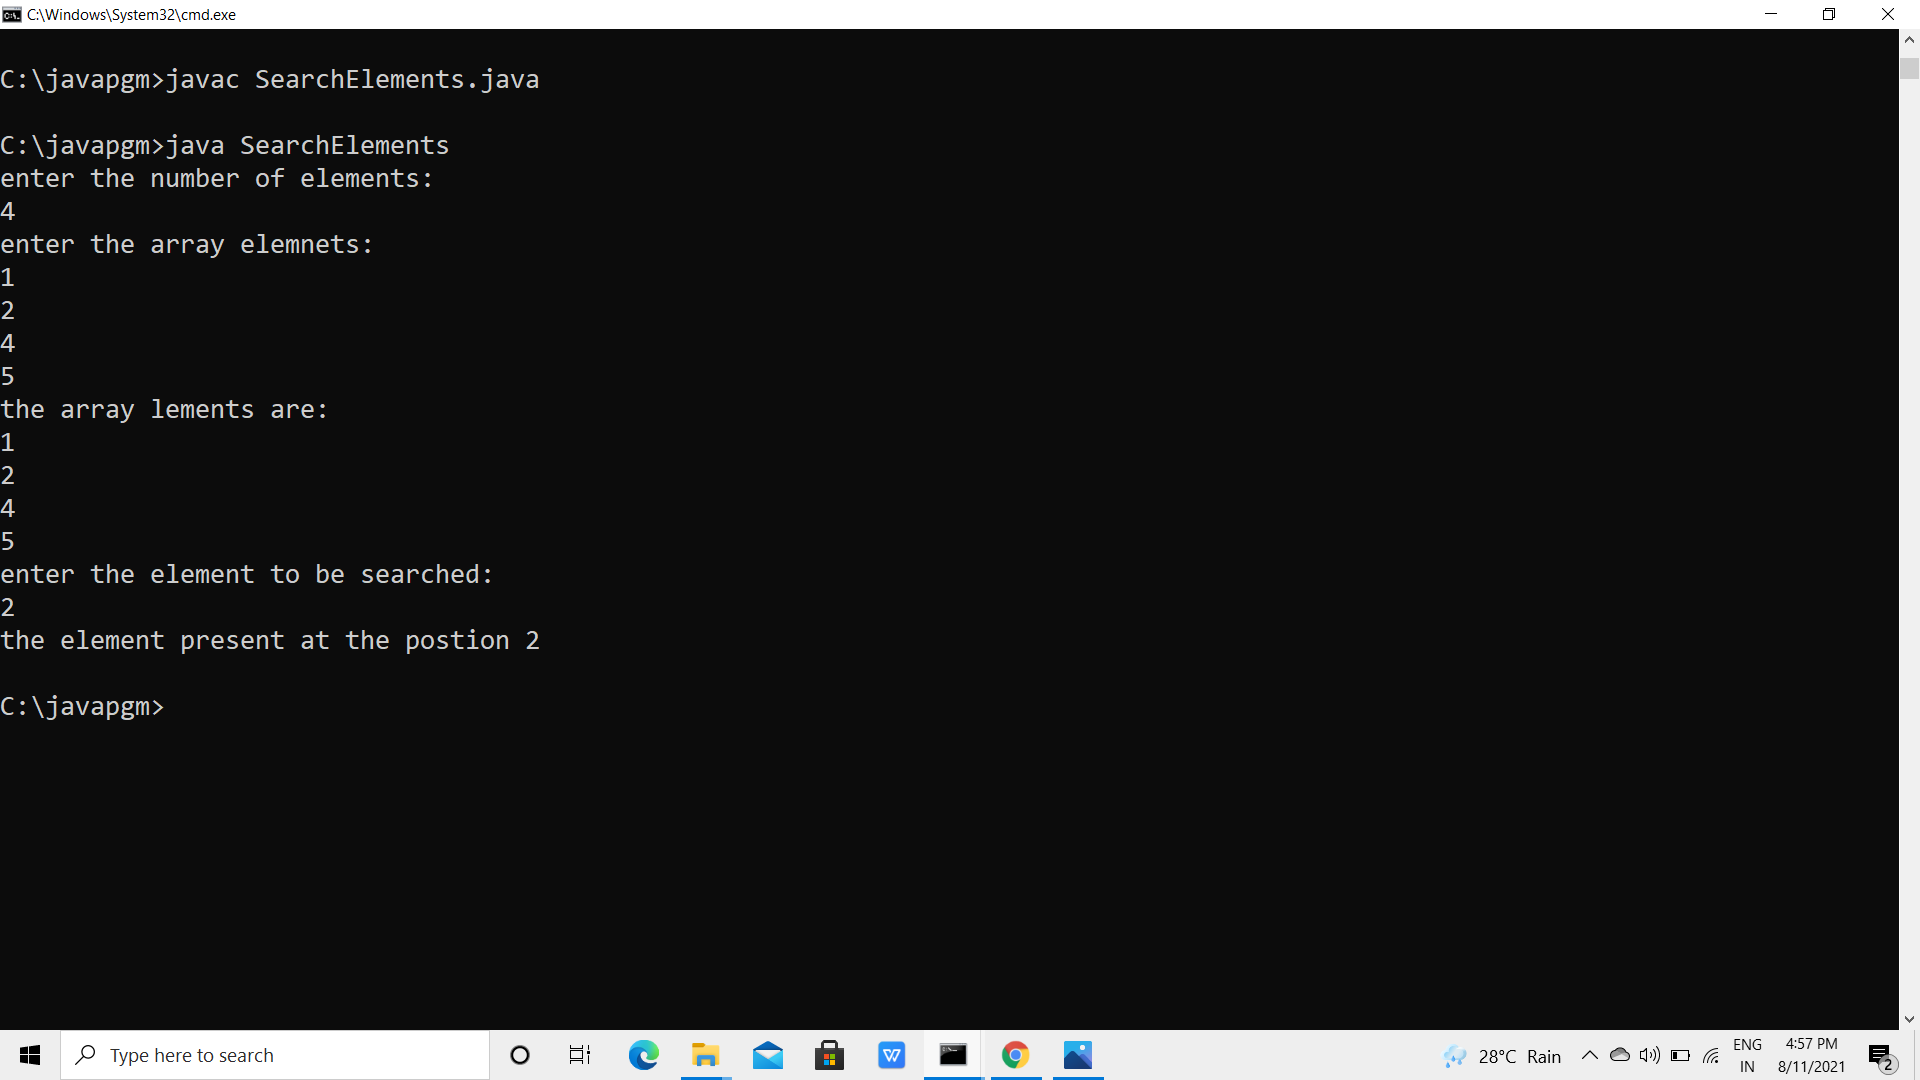 C:\Windows\System32\cmd.exe
C:\javapgm>javac SearchElements.java
C:\javapgm>java SearchElements
enter the number of elements:
4
enter the array elemnets:
1
2
4
5
the array lements are:
1
2
4
5
enter the element to be searched:
2
the element present at the postion 2
C:\javapgm>
Type here to search
28°C Rain
ENG
IN
4:57 PM
8/11/2021
2